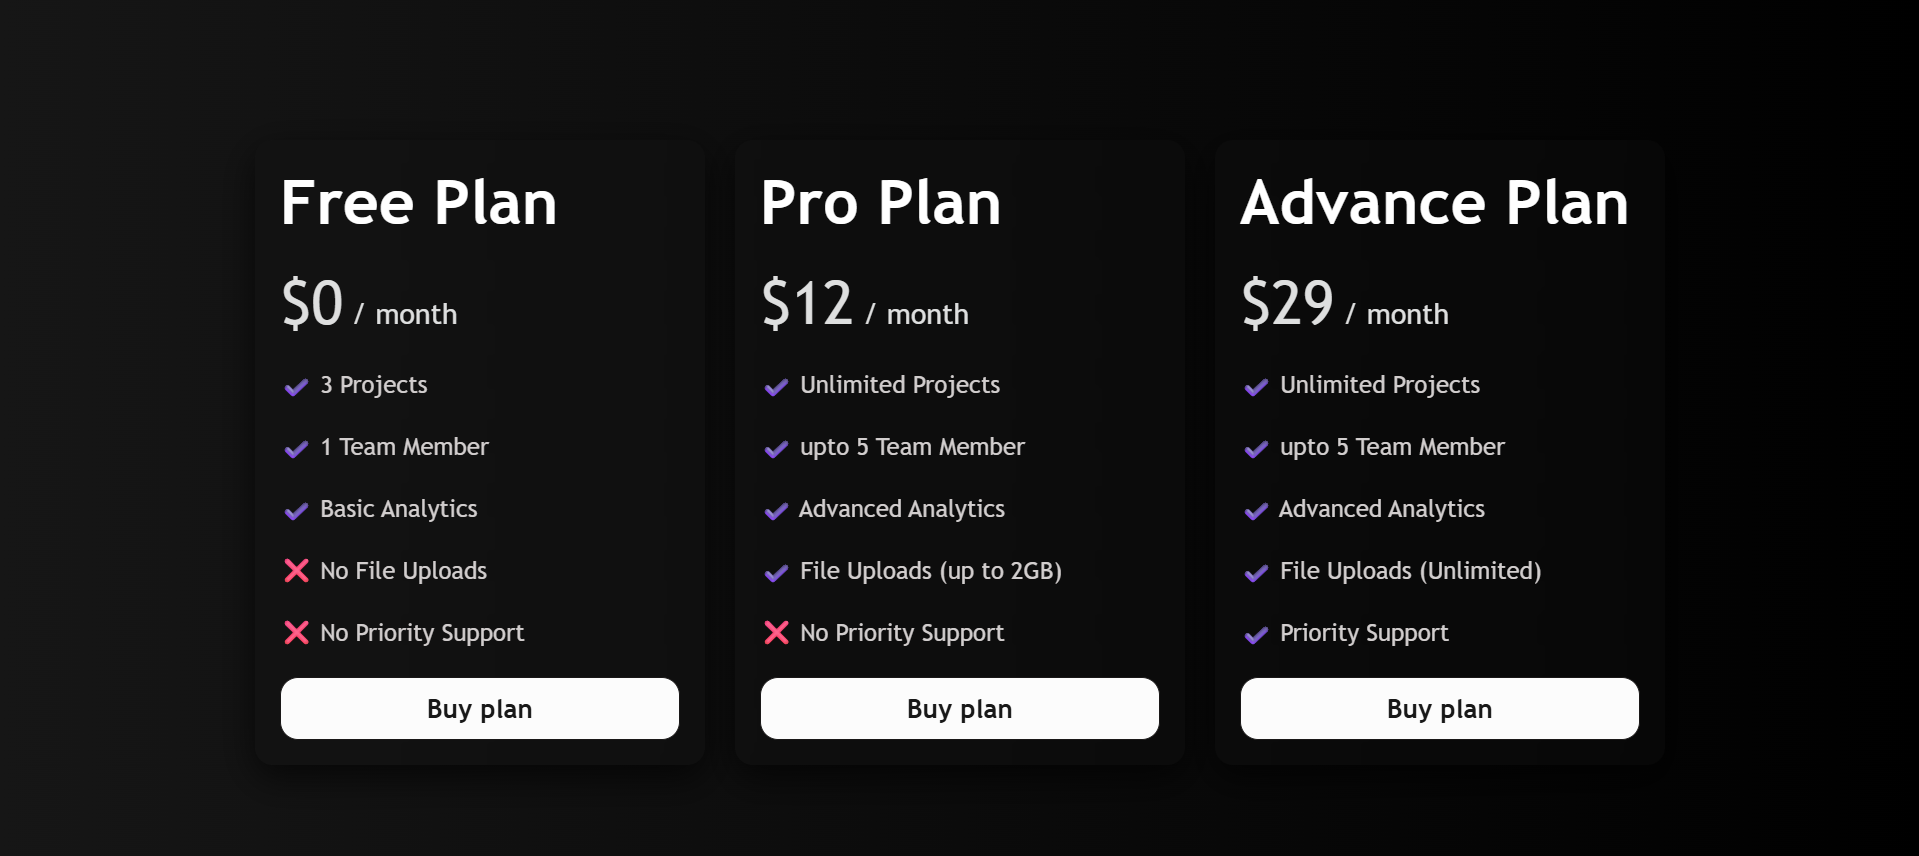 Free Plan
$0 / month
3 Projects
1 Team Member
Basic Analytics
No File Uploads
No Priority Support
Buy plan
Pro Plan
$12 / month
Unlimited Projects
upto 5 Team Member
Advanced Analytics
File Uploads (up to 2GB)
No Priority Support
Buy plan
Advance Plan
$29 / month
Unlimited Projects
upto 5 Team Member
Advanced Analytics
File Uploads (Unlimited)
Priority Support
Buy plan